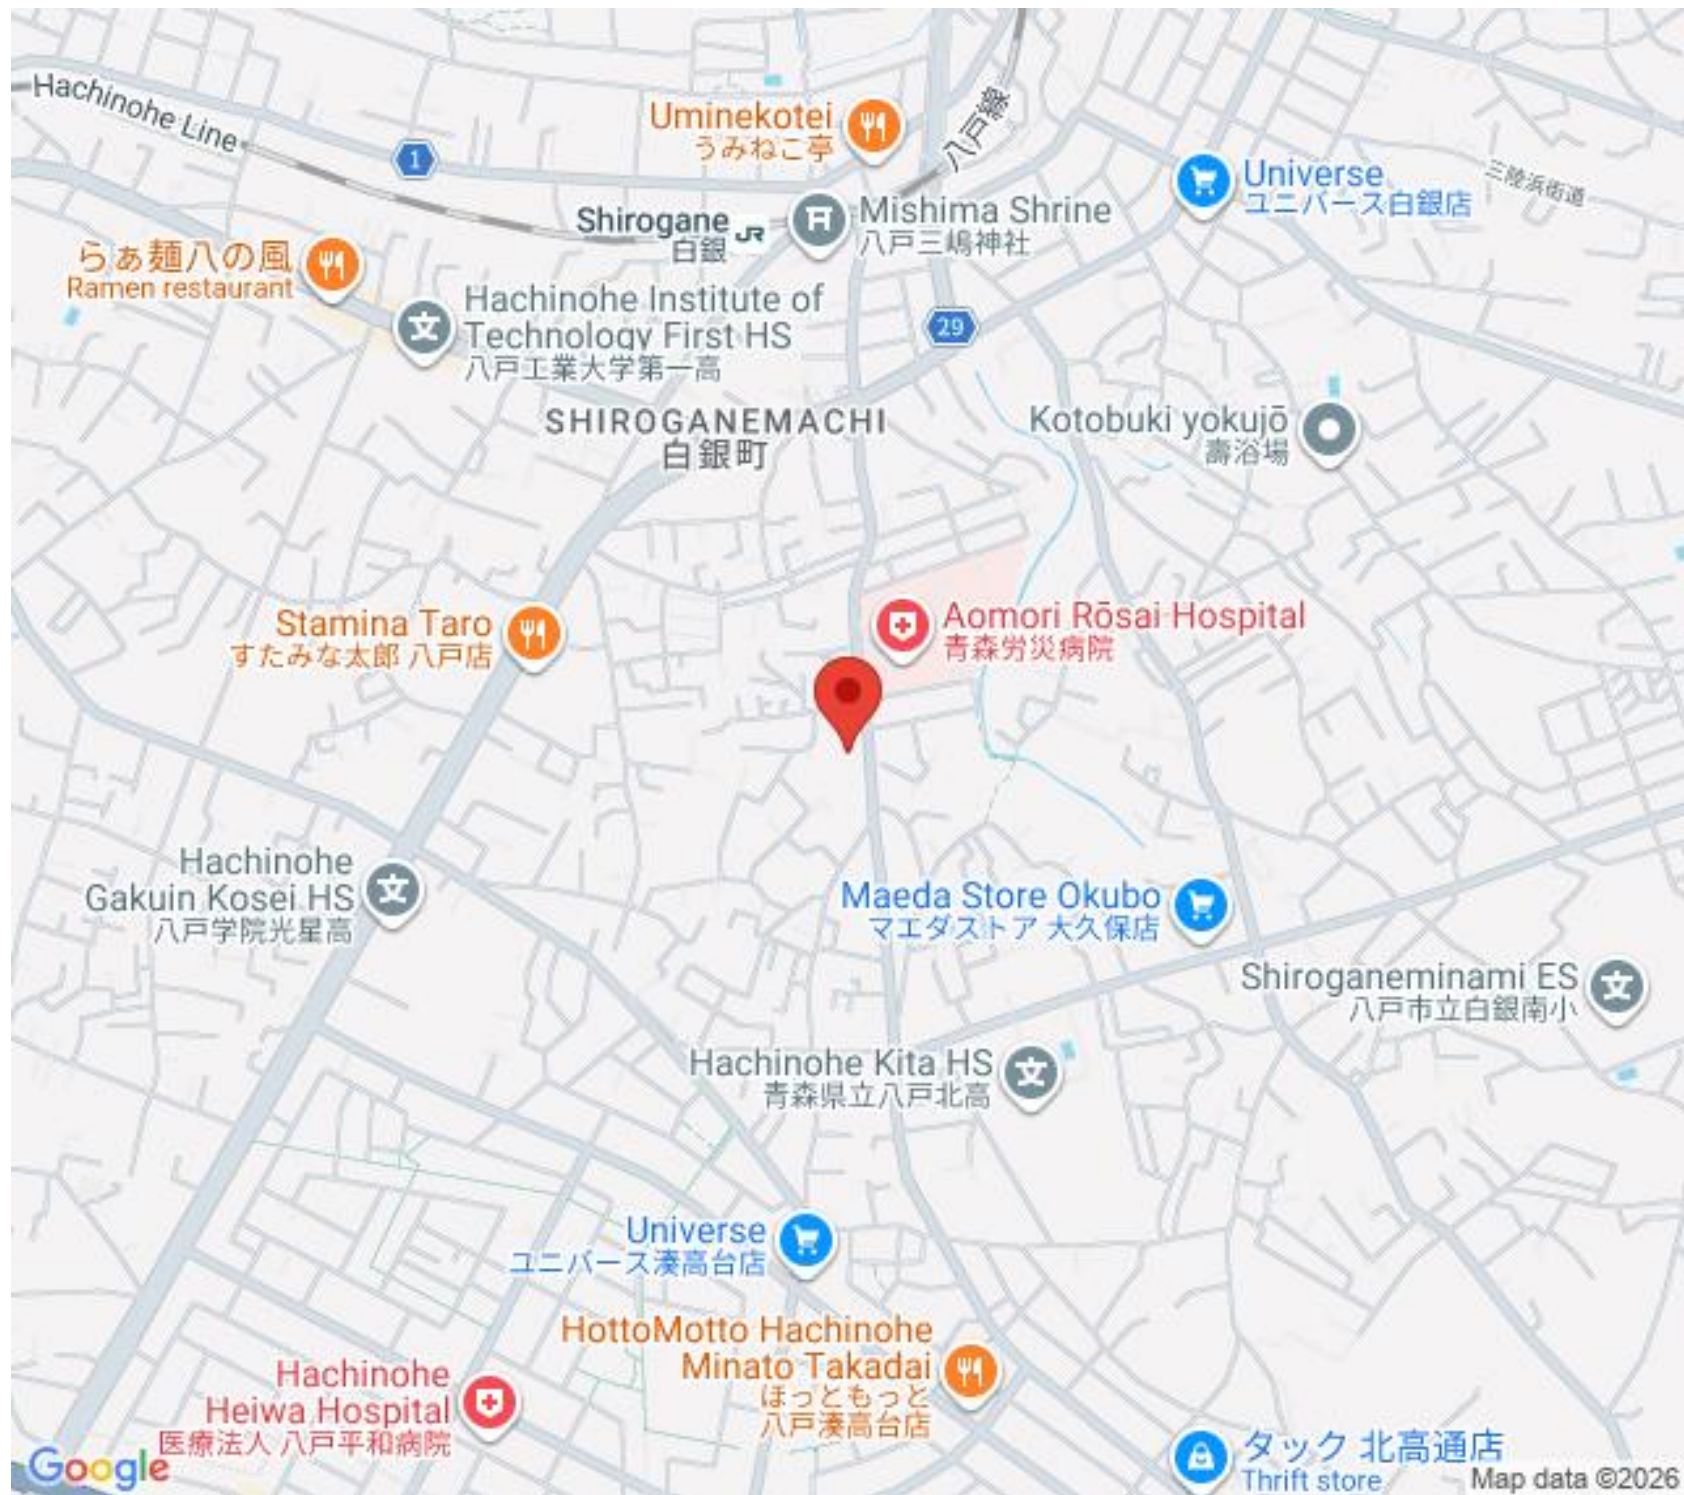 Hachinohe Line
1
Uminekotei
うみねこ亭
八戸線
Universe
ユニバース白銀店
三陸浜街道
Shirogane JR
白銀
Mishima Shrine
八戸三嶋神社
らぁ麺八の風
Ramen restaurant
Hachinohe Institute of
Technology First HS
八戸工業大学第一高
29
SHIROGANEMACHI
白銀町
Kotobuki yokujō
壽浴場
Stamina Taro
すたみな太郎 八戸店
Aomori Rōsai Hospital
青森労災病院
Hachinohe
Gakuin Kosei HS
八戸学院光星高
Maeda Store Okubo
マエダストア 大久保店
Shiroganeminami ES
八戸市立白銀南小
Hachinohe Kita HS
青森県立八戸北高
Universe
ユニバース湊高台店
HottoMotto Hachinohe
Minato Takadai
ほっともっと
八戸湊高台店
Hachinohe
Heiwa Hospital
医療法人 八戸平和病院
タック 北高通店
Thrift store
Google
Map data ©2026